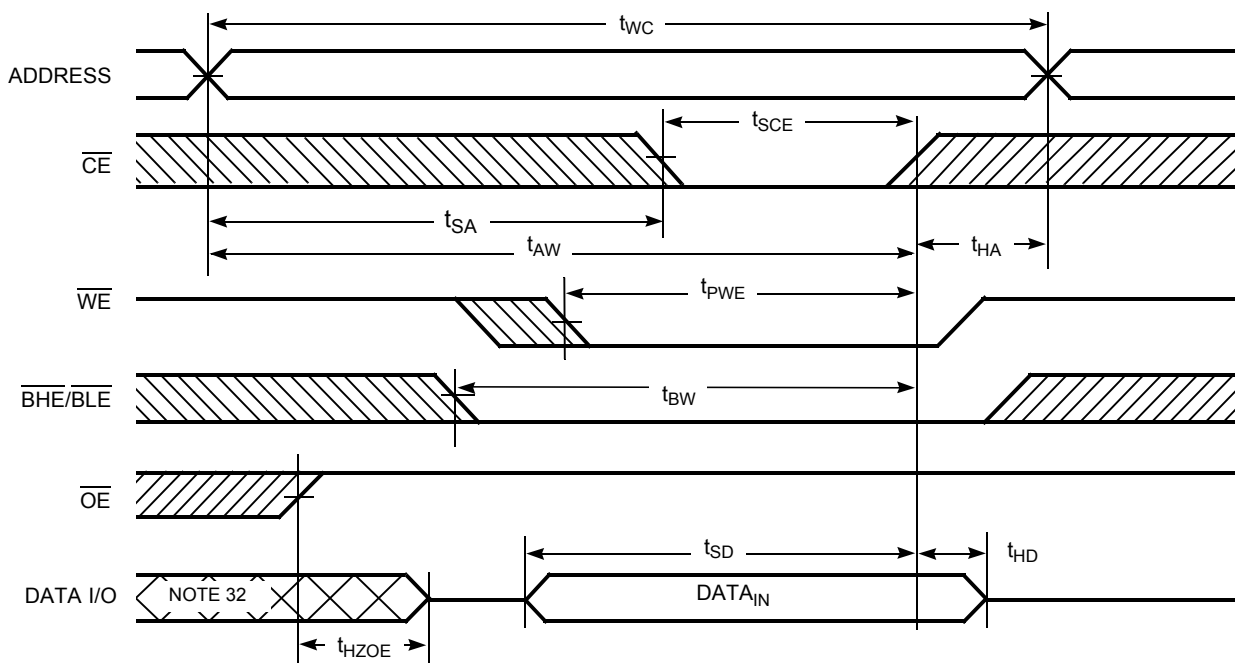 tWC
ADDRESS
tSCE
CE
tSA
tAW
tHA
WE
tPWE
BHE/BLE
tBW
OE
tSD
tHD
DATA I/O
NOTE 32
DATAIN
tHZOE